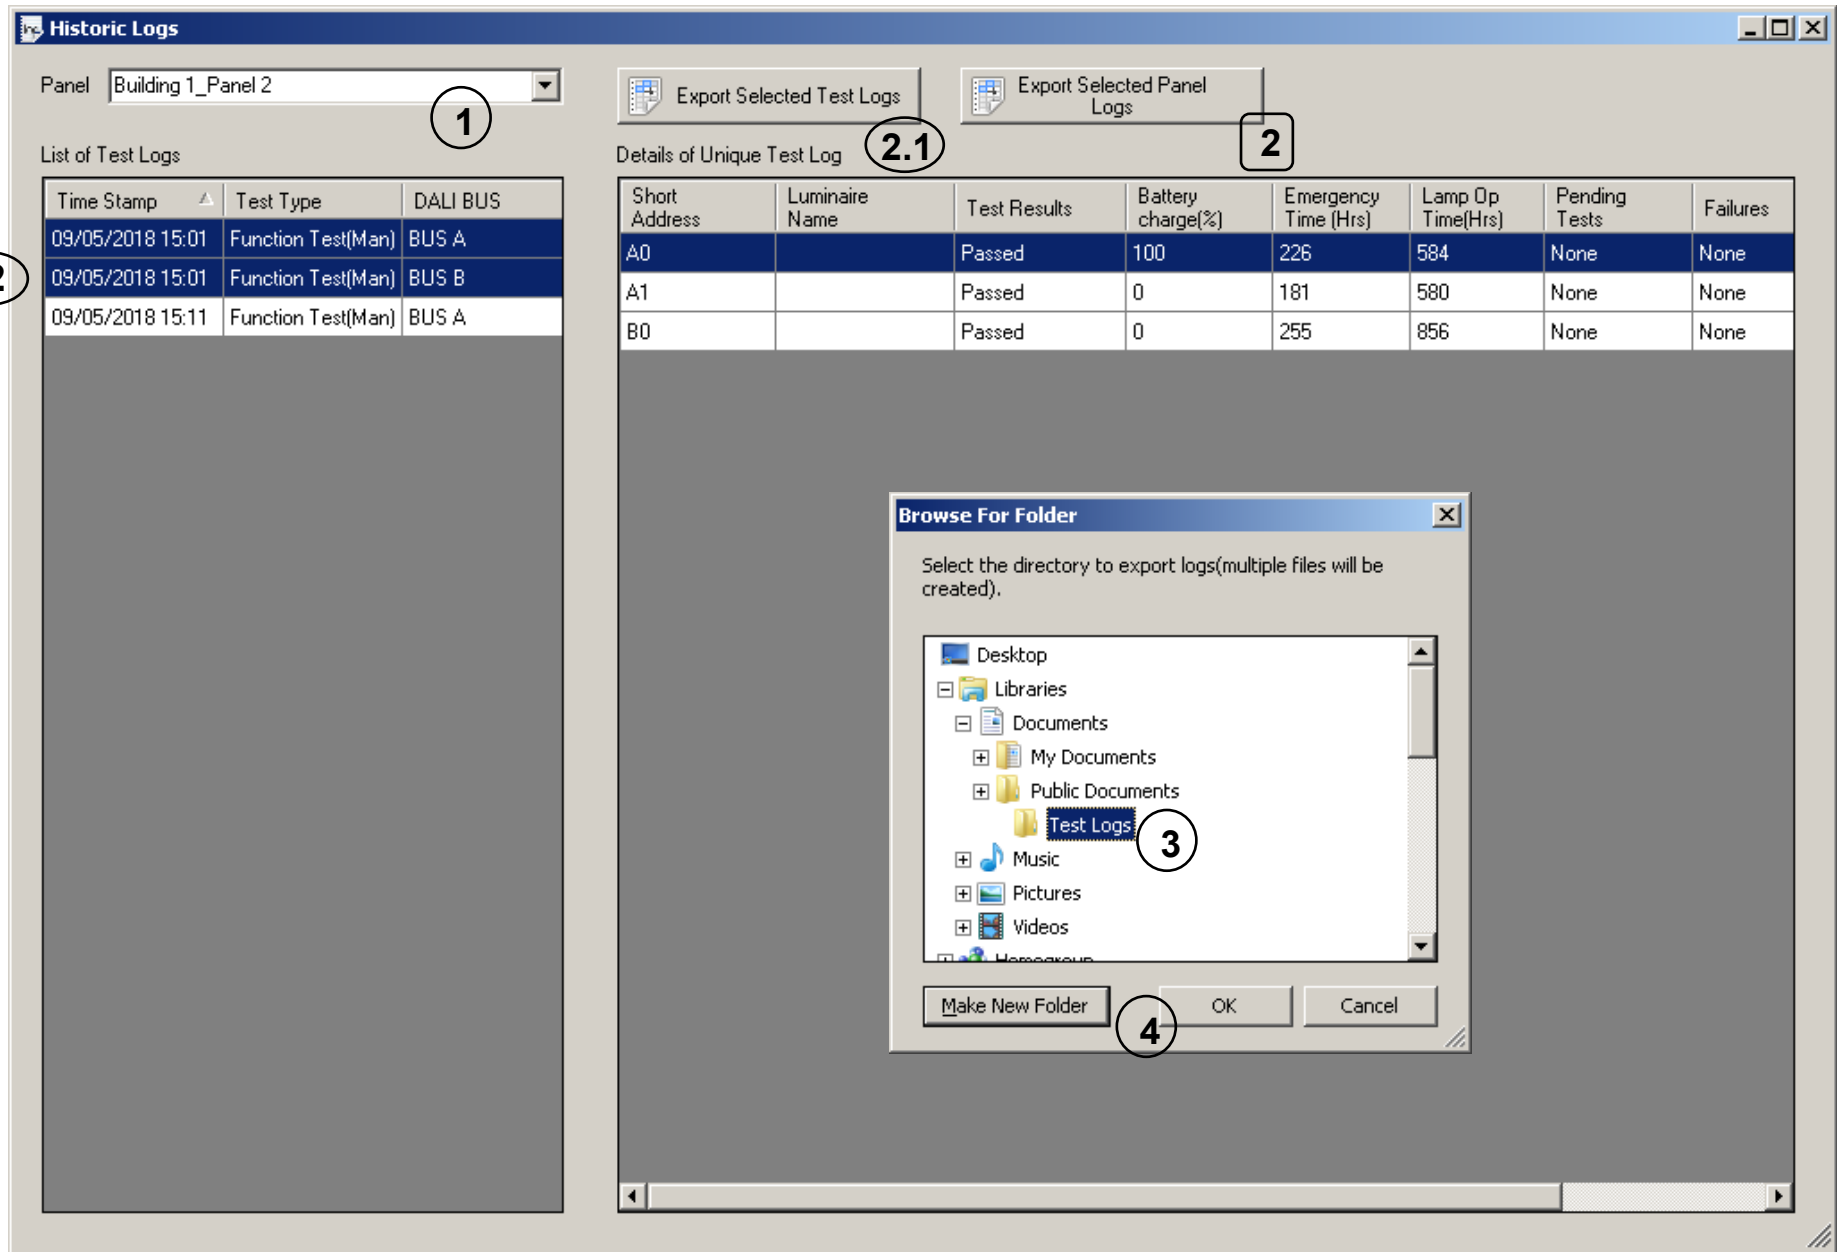 Historic Logs
Panel Building 1_Panel 2
1
Export Selected Test Logs
2.1
Export Selected Panel
Logs
2
List of Test Logs
Time Stamp Test Type DALI BUS
09/05/2018 15:01 Function Test(Man) BUS A
09/05/2018 15:01 Function Test(Man) BUS B
09/05/2018 15:11 Function Test(Man) BUS A
2
Details of Unique Test Log
Short
Address
Luminaire
Name
Test Results
Battery
charge(%)
Emergency
Time (Hrs)
Lamp Op
Time(Hrs)
Pending
Tests
Failures
A0 Passed 100 226 584 None None
A1 Passed 0 181 580 None None
B0 Passed 0 255 856 None None
Browse For Folder
Select the directory to export logs(multiple files will be
created).
Desktop
Libraries
Documents
My Documents
Public Documents
Test Logs
3
Music
Pictures
Videos
Homegroup
Make New Folder
4
OK
Cancel